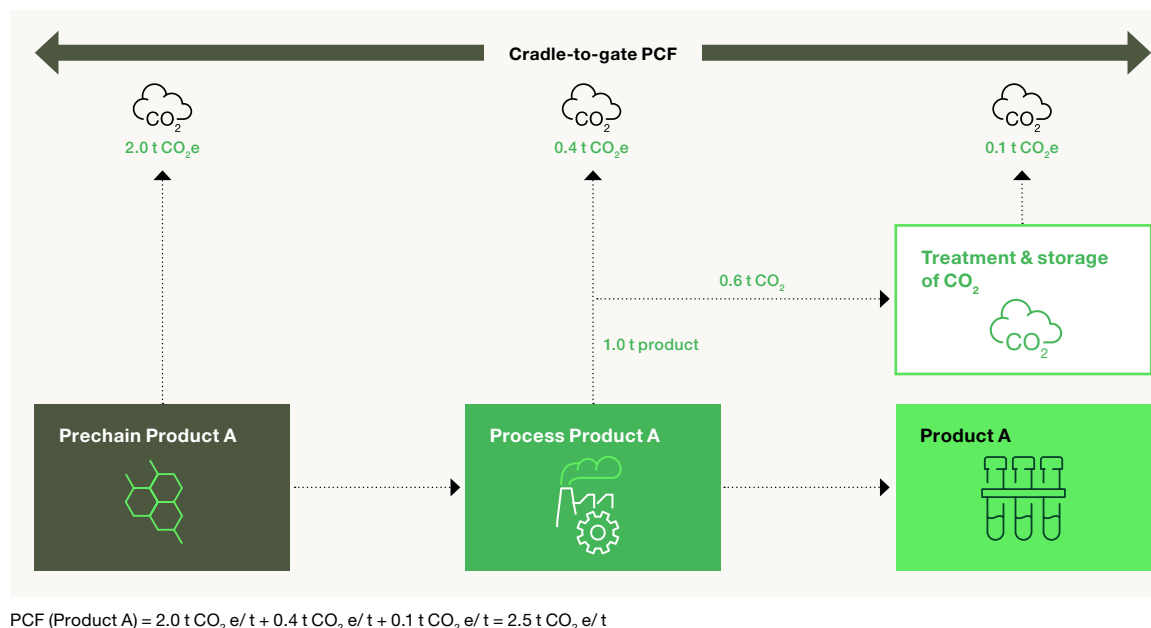 Cradle-to-gate PCF
CO₂
CO₂
CO₂
2.0 t CO₂e
0.4 t CO₂e
0.1 t CO₂e
Treatment & storage
of CO₂
0.6 t CO₂
CO₂
1.0 t product
Prechain Product A
Process Product A
Product A
PCF (Product A) = 2.0 t CO₂ e/ t + 0.4 t CO₂ e/ t + 0.1 t CO₂ e/ t = 2.5 t CO₂ e/ t